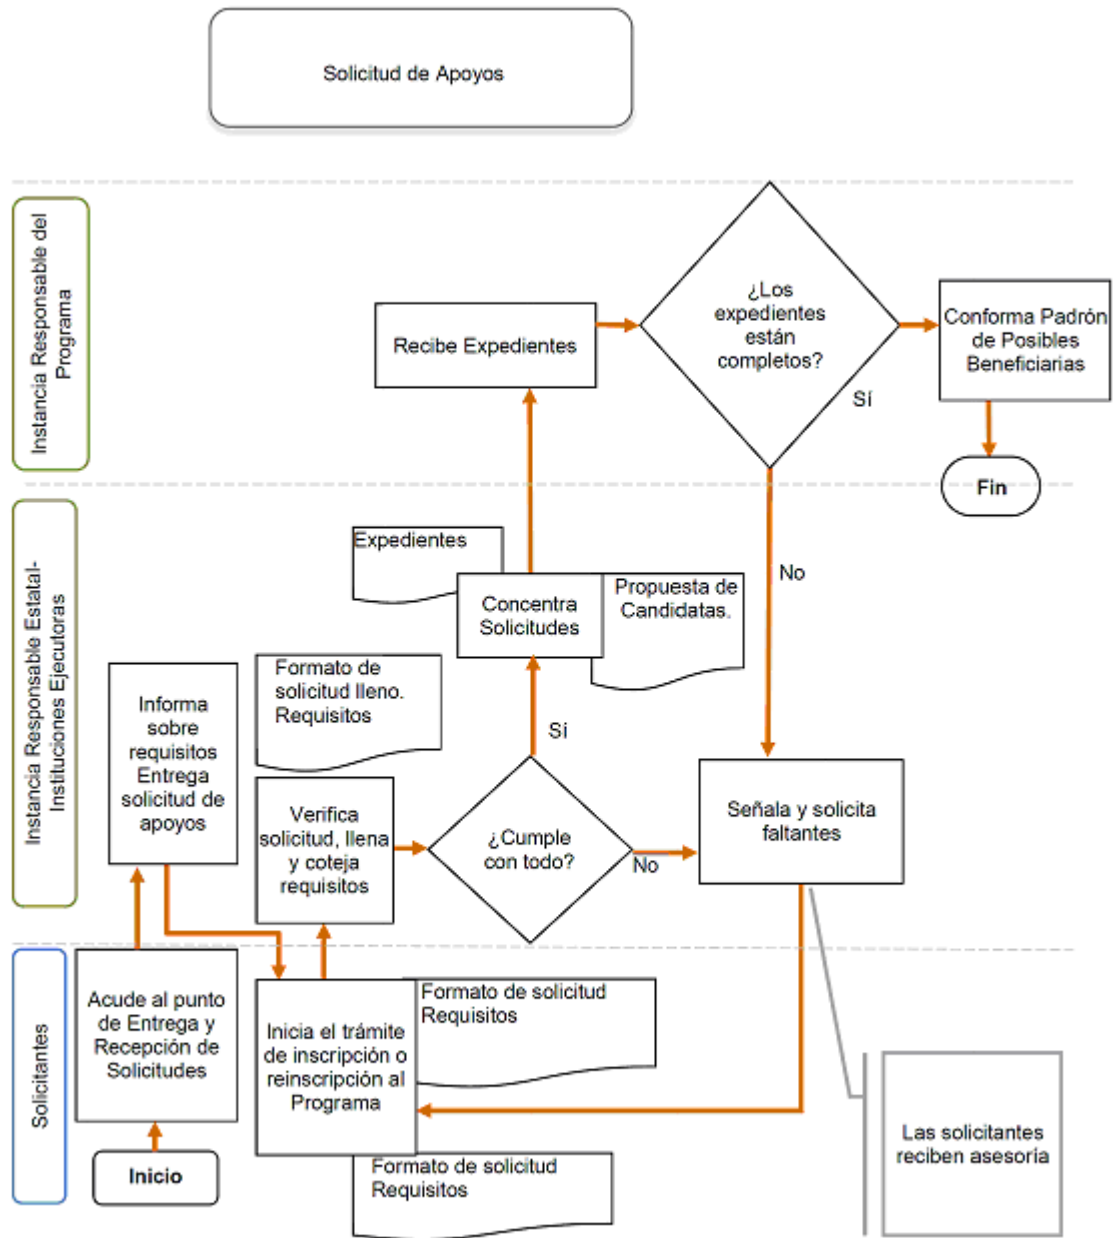 Solicitud de Apoyos
Instancia Responsable del
Programa
Recibe Expedientes
¿Los
expedientes
están
completos?
Sí
Conforma Padrón
de Posibles
Beneficiarias
Fin
No
Instancia Responsable Estatal-
Instituciones Ejecutoras
Expedientes
Concentra
Solicitudes
Propuesta de
Candidatas.
Informa
sobre
requisitos
Entrega
solicitud de
apoyos
Formato de
solicitud lleno.
Requisitos
Verifica
solicitud, llena
y coteja
requisitos
Sí
¿Cumple
con todo?
No
Señala y solicita
faltantes
Solicitantes
Acude al punto
de Entrega y
Recepción de
Solicitudes
Inicio
Inicia el trámite
de inscripción o
reinscripción al
Programa
Formato de solicitud
Requisitos
Formato de solicitud
Requisitos
Las solicitantes
reciben asesoría